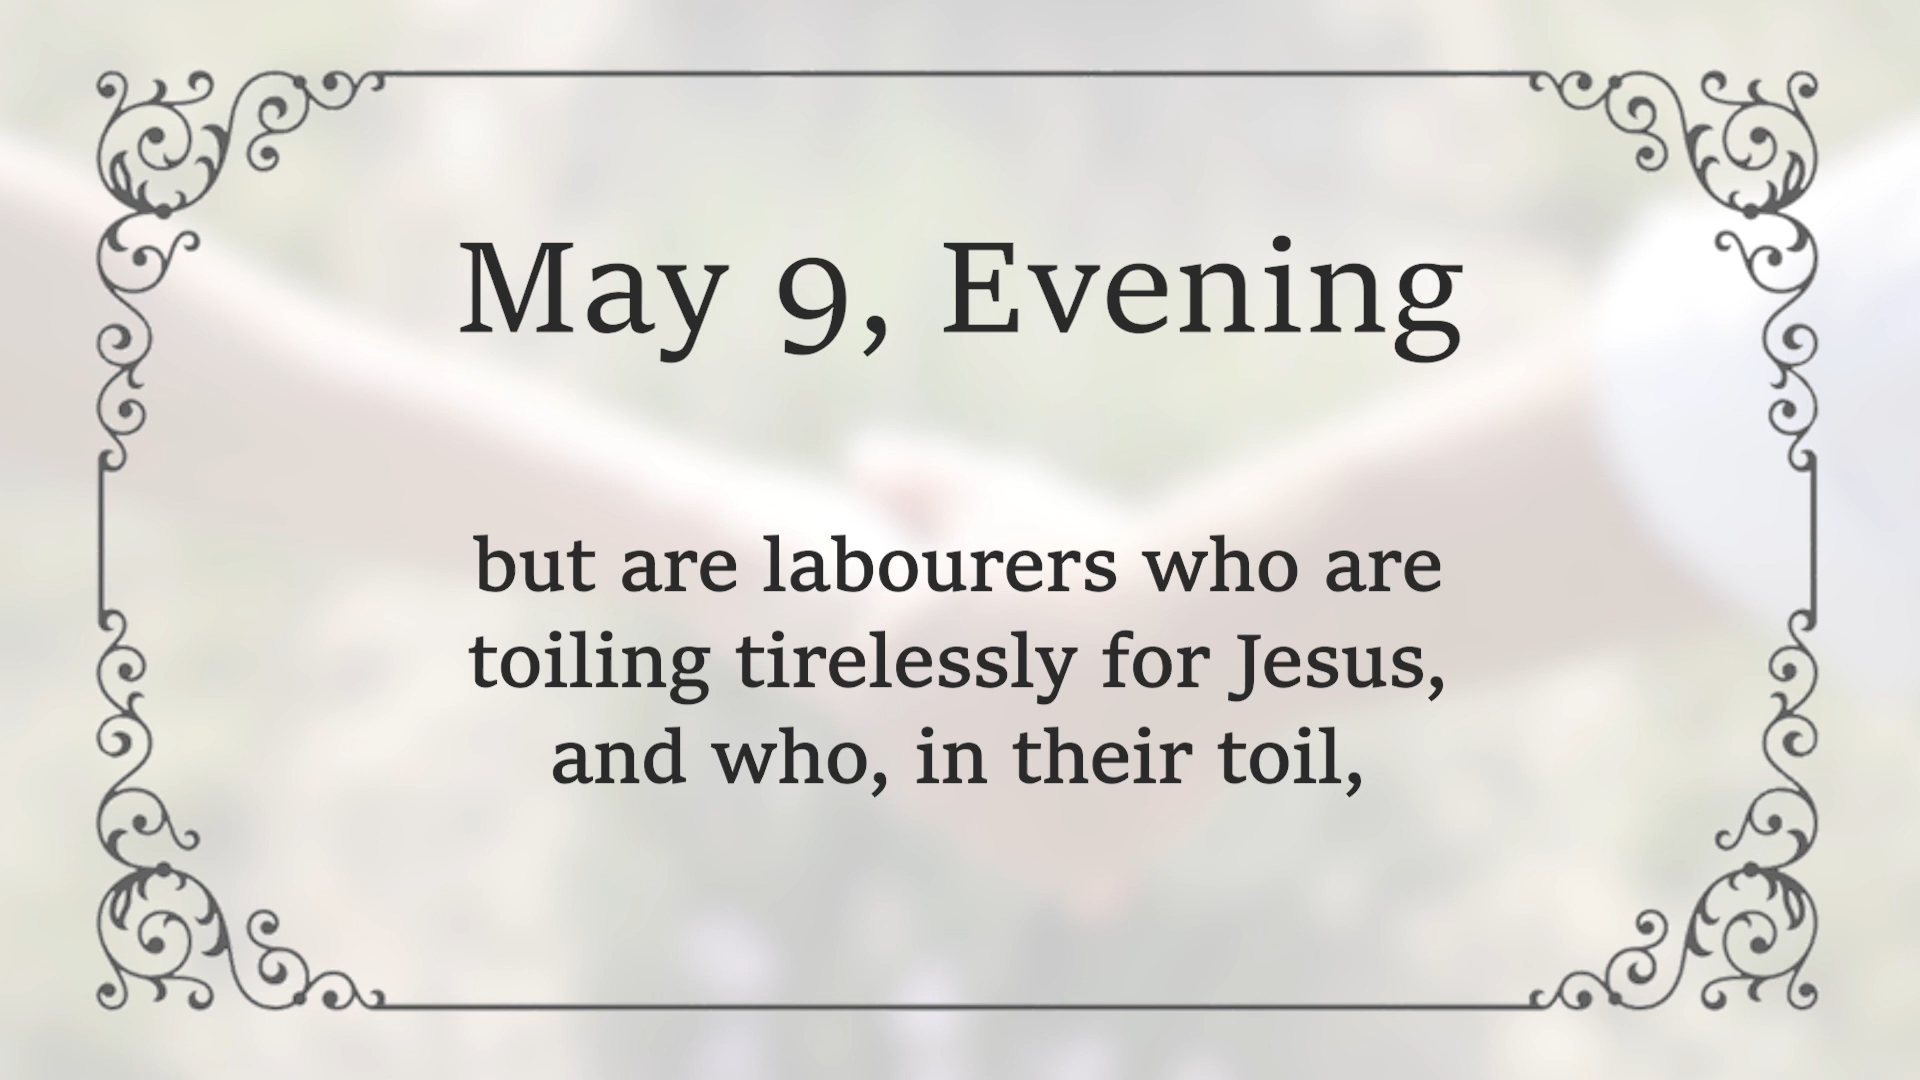 May 9, Evening
but are labourers who are
toiling tirelessly for Jesus,
and who, in their toil,